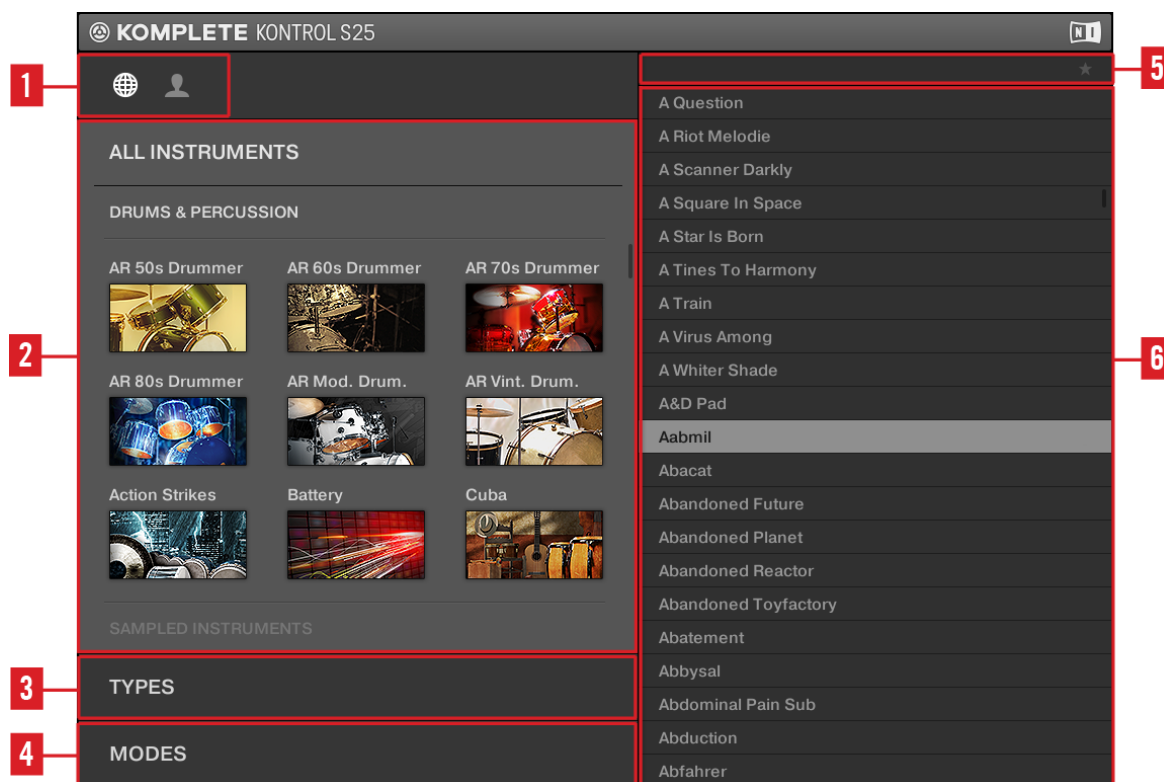 KOMPLETE KONTROL S25
NI
1
2
3
4
5
6
ALL INSTRUMENTS
DRUMS & PERCUSSION
AR 50s Drummer AR 60s Drummer AR 70s Drummer
AR 80s Drummer AR Mod. Drum. AR Vint. Drum.
Action Strikes Battery Cuba
SAMPLED INSTRUMENTS
TYPES
MODES
A Question
A Riot Melodie
A Scanner Darkly
A Square In Space
A Star Is Born
A Tines To Harmony
A Train
A Virus Among
A Whiter Shade
A&D Pad
Aabmil
Abacat
Abandoned Future
Abandoned Planet
Abandoned Reactor
Abandoned Toyfactory
Abatement
Abbysal
Abdominal Pain Sub
Abduction
Abfahrer